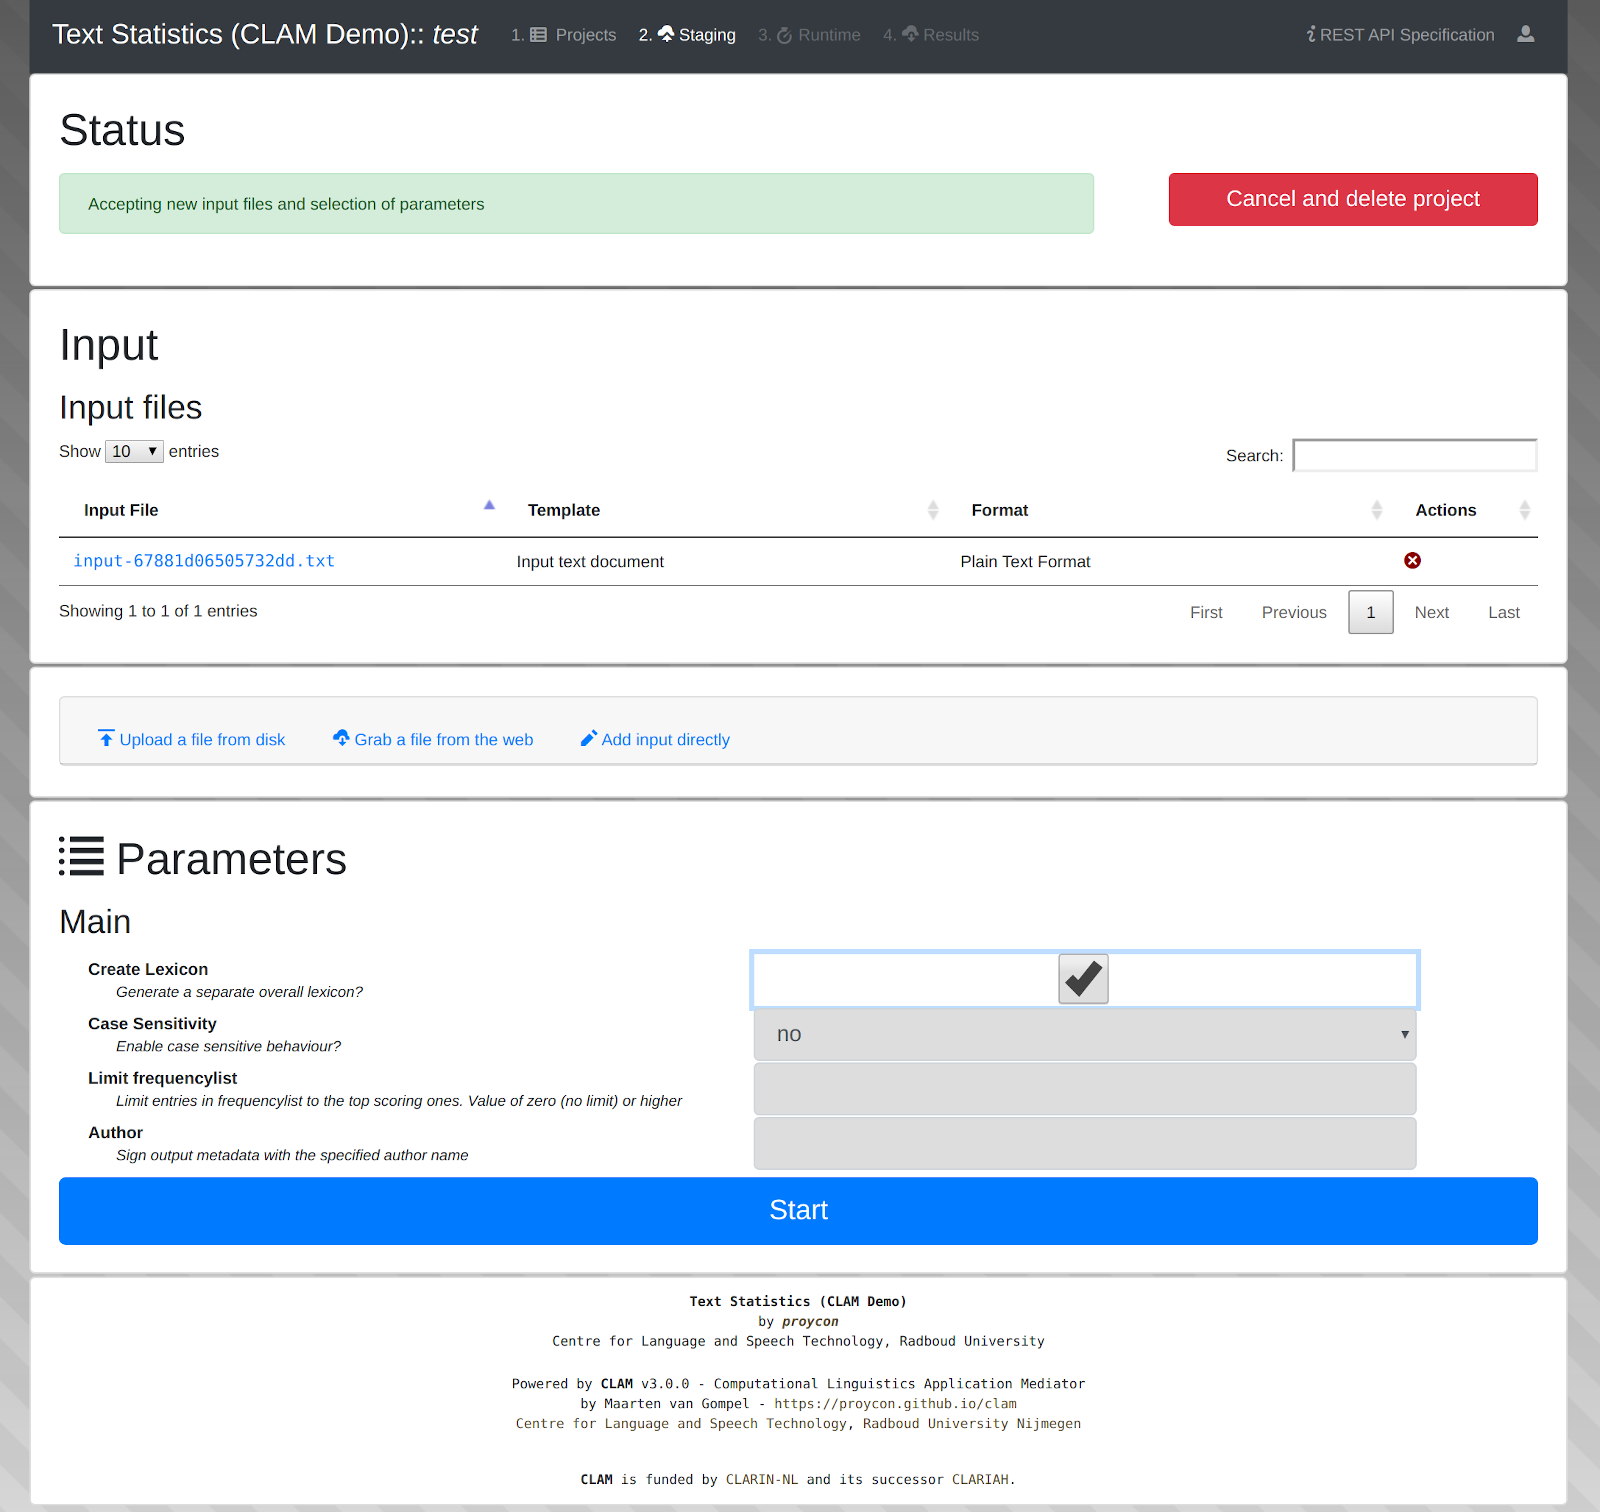 Text Statistics (CLAM Demo):: test 1. Projects 2. Staging 3. Runtime 4. Results REST API Specification
Status
Accepting new input files and selection of parameters Cancel and delete project
Input
Input files
Show 10 entries Search:
Input File Template Format Actions
input-67881d06505732dd.txt Input text document Plain Text Format
Showing 1 to 1 of 1 entries First Previous 1 Next Last
Upload a file from disk Grab a file from the web Add input directly
Parameters
Main
Create Lexicon
Generate a separate overall lexicon?
Case Sensitivity
Enable case sensitive behaviour?
no
Limit frequencylist
Limit entries in frequencylist to the top scoring ones. Value of zero (no limit) or higher
Author
Sign output metadata with the specified author name
Start
Text Statistics (CLAM Demo)
by proycon
Centre for Language and Speech Technology, Radboud University
Powered by CLAM v3.0.0 - Computational Linguistics Application Mediator
by Maarten van Gompel - https://proycon.github.io/clam
Centre for Language and Speech Technology, Radboud University Nijmegen
CLAM is funded by CLARIN-NL and its successor CLARIAH.